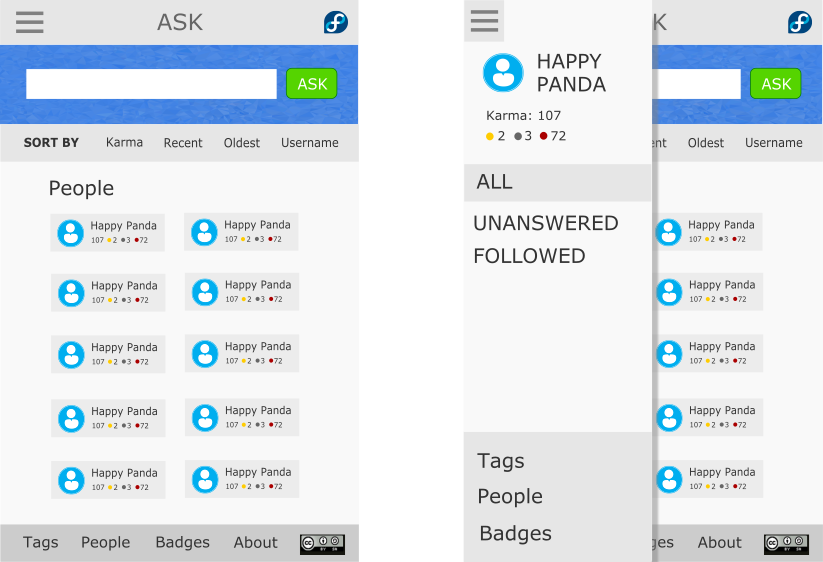 ASK
ASK
SORT BY Karma Recent Oldest Username
People
Happy Panda Happy Panda
107 2 3 72 107 2 3 72
Happy Panda Happy Panda
107 2 3 72 107 2 3 72
Happy Panda Happy Panda
107 2 3 72 107 2 3 72
Happy Panda Happy Panda
107 2 3 72 107 2 3 72
Happy Panda Happy Panda
107 2 3 72 107 2 3 72
Tags People Badges About
cc BY
K
HAPPY
PANDA
Karma: 107
2 3 72
ALL
UNANSWERED
FOLLOWED
Tags
People
Badges
ASK
ent Oldest Username
Happy Panda
107 2 3 72
Happy Panda
107 2 3 72
Happy Panda
107 2 3 72
Happy Panda
107 2 3 72
Happy Panda
107 2 3 72
ges About
cc BY